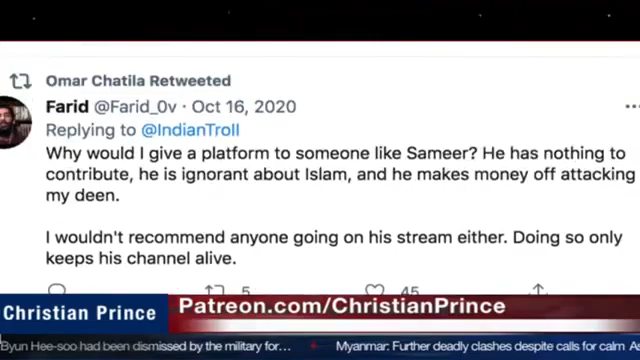 Omar Chatila Retweeted
Farid @Farid_0v · Oct 16, 2020
Replying to @IndianTroll
Why would I give a platform to someone like Sameer? He has nothing to
contribute, he is ignorant about Islam, and he makes money off attacking
my deen.
I wouldn't recommend anyone going on his stream either. Doing so only
keeps his channel alive.
5 45
Christian Prince
Patreon.com/ChristianPrince
Byun Hee-soo had been dismissed by the military for... Myanmar: Further deadly clashes despite calls for calm